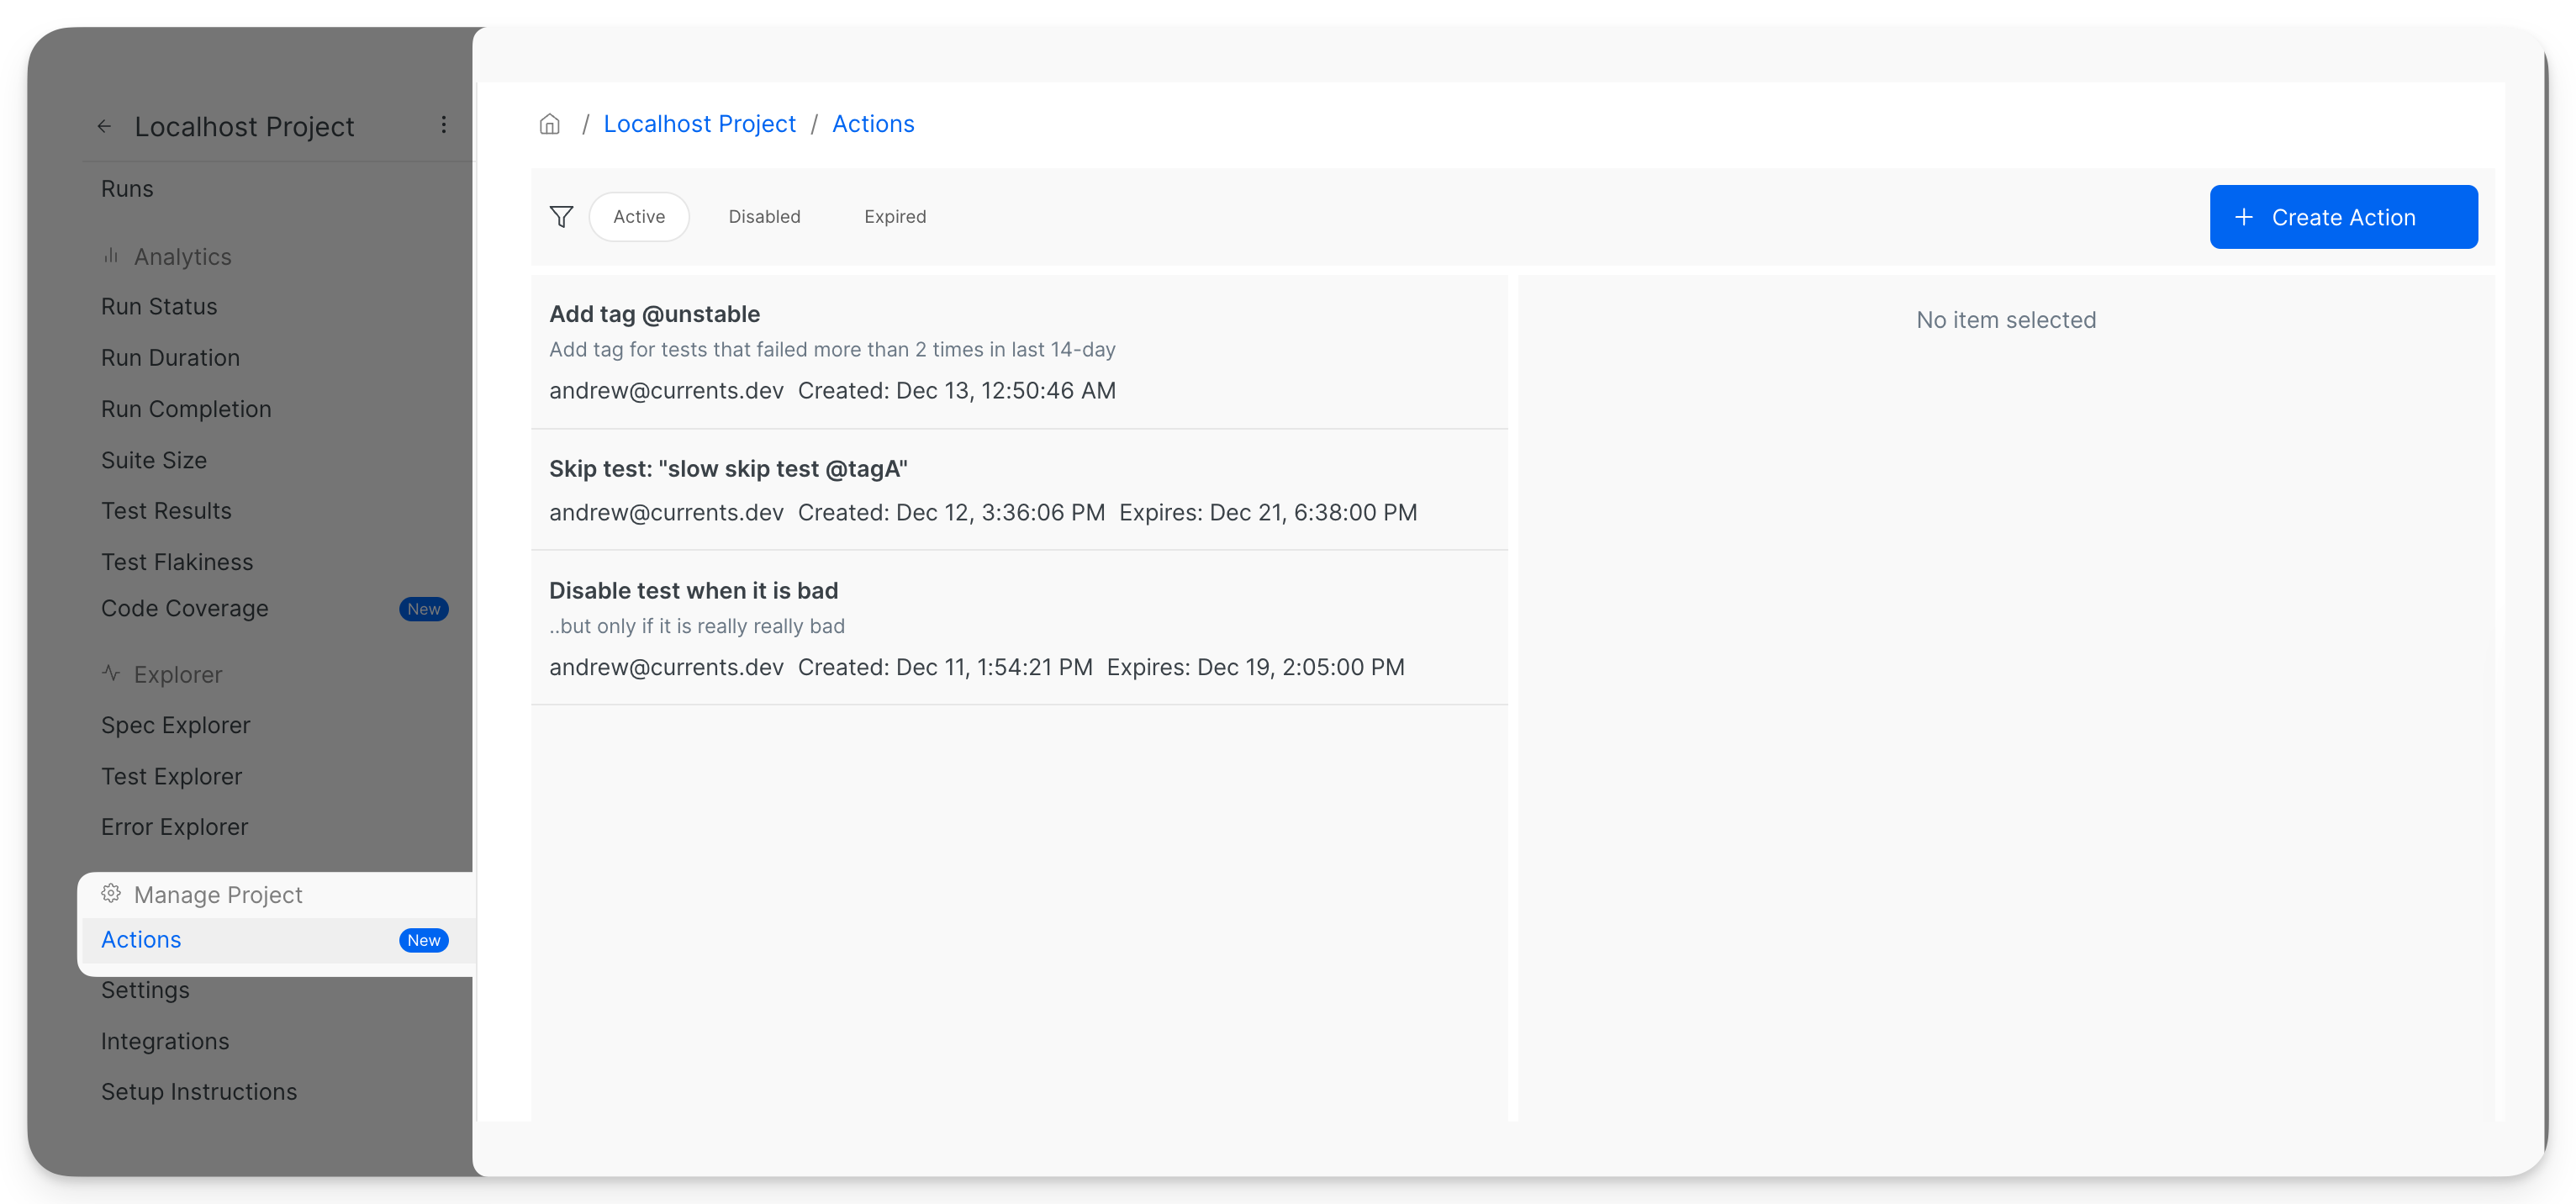 Localhost Project
Runs
Analytics
Run Status
Run Duration
Run Completion
Suite Size
Test Results
Test Flakiness
Code Coverage New
Explorer
Spec Explorer
Test Explorer
Error Explorer
Manage Project
Actions New
Settings
Integrations
Setup Instructions
/ Localhost Project / Actions
Active Disabled Expired
+ Create Action
Add tag @unstable
Add tag for tests that failed more than 2 times in last 14-day
andrew@currents.dev Created: Dec 13, 12:50:46 AM
Skip test: "slow skip test @tagA"
andrew@currents.dev Created: Dec 12, 3:36:06 PM Expires: Dec 21, 6:38:00 PM
Disable test when it is bad
..but only if it is really really bad
andrew@currents.dev Created: Dec 11, 1:54:21 PM Expires: Dec 19, 2:05:00 PM
No item selected